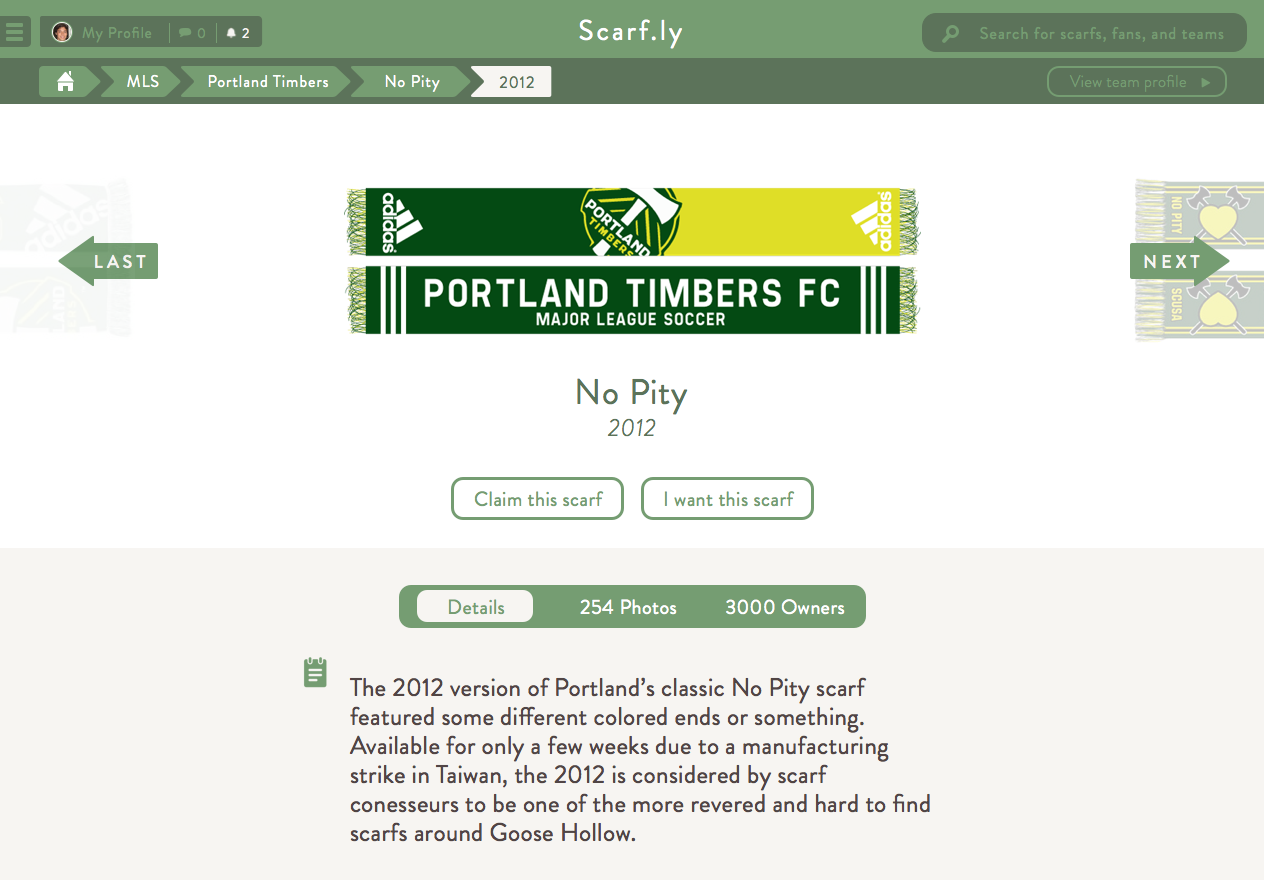 My Profile 0 2
Scarf.ly
Search for scarfs, fans, and teams
MLS Portland Timbers No Pity 2012
View team profile
adidas
PORTLAND
TIMBERS
adidas
PORTLAND TIMBERS FC
MAJOR LEAGUE SOCCER
adidas
LAST
NO PITY
NEXT
SCUSA
No Pity
2012
Claim this scarf
I want this scarf
Details 254 Photos 3000 Owners
The 2012 version of Portland’s classic No Pity scarf
featured some different colored ends or something.
Available for only a few weeks due to a manufacturing
strike in Taiwan, the 2012 is considered by scarf
conesseurs to be one of the more revered and hard to find
scarfs around Goose Hollow.